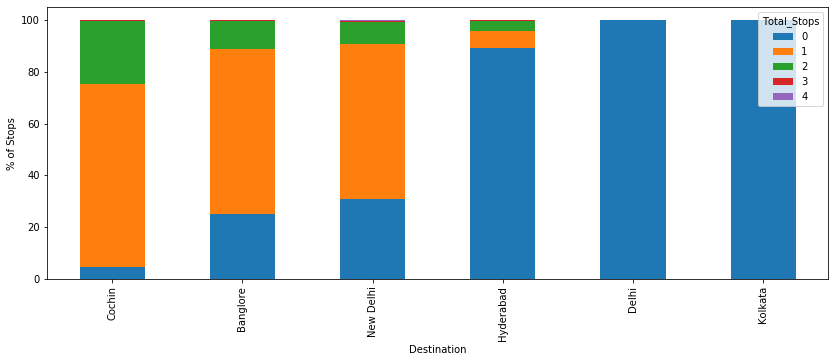 100
80
60
40
20
0
% of Stops
Total_Stops
0
1
2
3
4
Cochin
Banglore
New Delhi
Hyderabad
Delhi
Kolkata
Destination